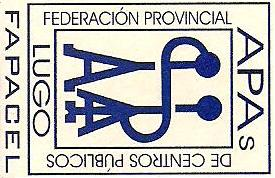 FEDERACIÓN PROVINCIAL
APAs
DE CENTROS PÚBLICOS
LUGO
FAPACEL